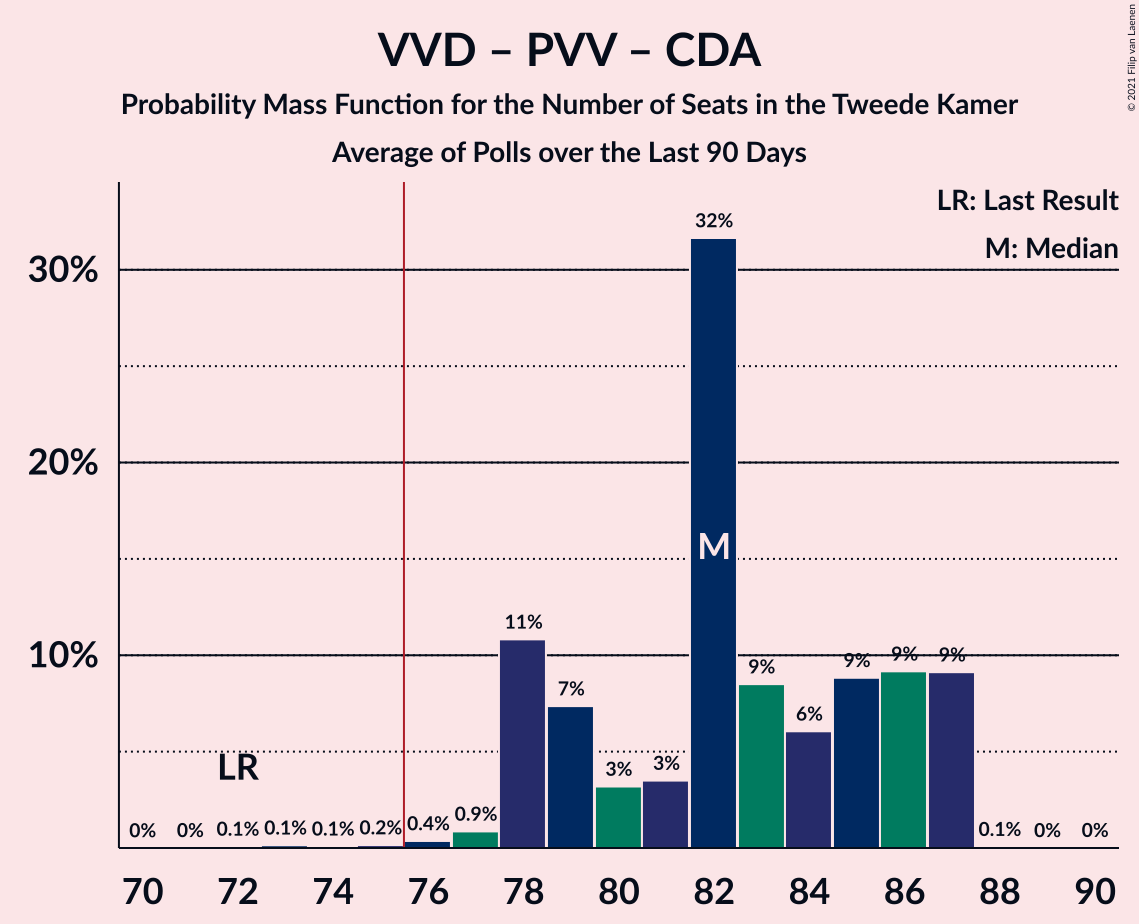 VVD – PVV – CDA
Probability Mass Function for the Number of Seats in the Tweede Kamer
Average of Polls over the Last 90 Days
© 2021 Filip van Laenen
LR: Last Result
M: Median
30%
20%
10%
0%
0%
0.1%
0.1%
0.1%
0.2%
0.4%
0.9%
11%
7%
3%
3%
32%
9%
6%
9%
9%
9%
0.1%
0%
0%
LR
M
70 72 74 76 78 80 82 84 86 88 90